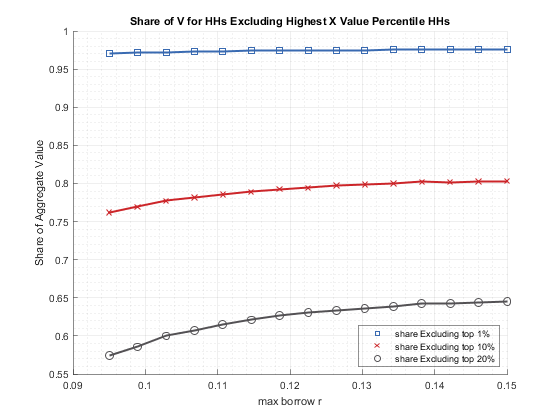 Share of V for HHs Excluding Highest X Value Percentile HHs
1
0.95
0.9
0.85
0.8
0.75
0.7
0.65
0.6
0.55
Share of Aggregate Value
share Excluding top 1%
share Excluding top 10%
share Excluding top 20%
0.09
0.1
0.11
0.12
0.13
0.14
0.15
max borrow r